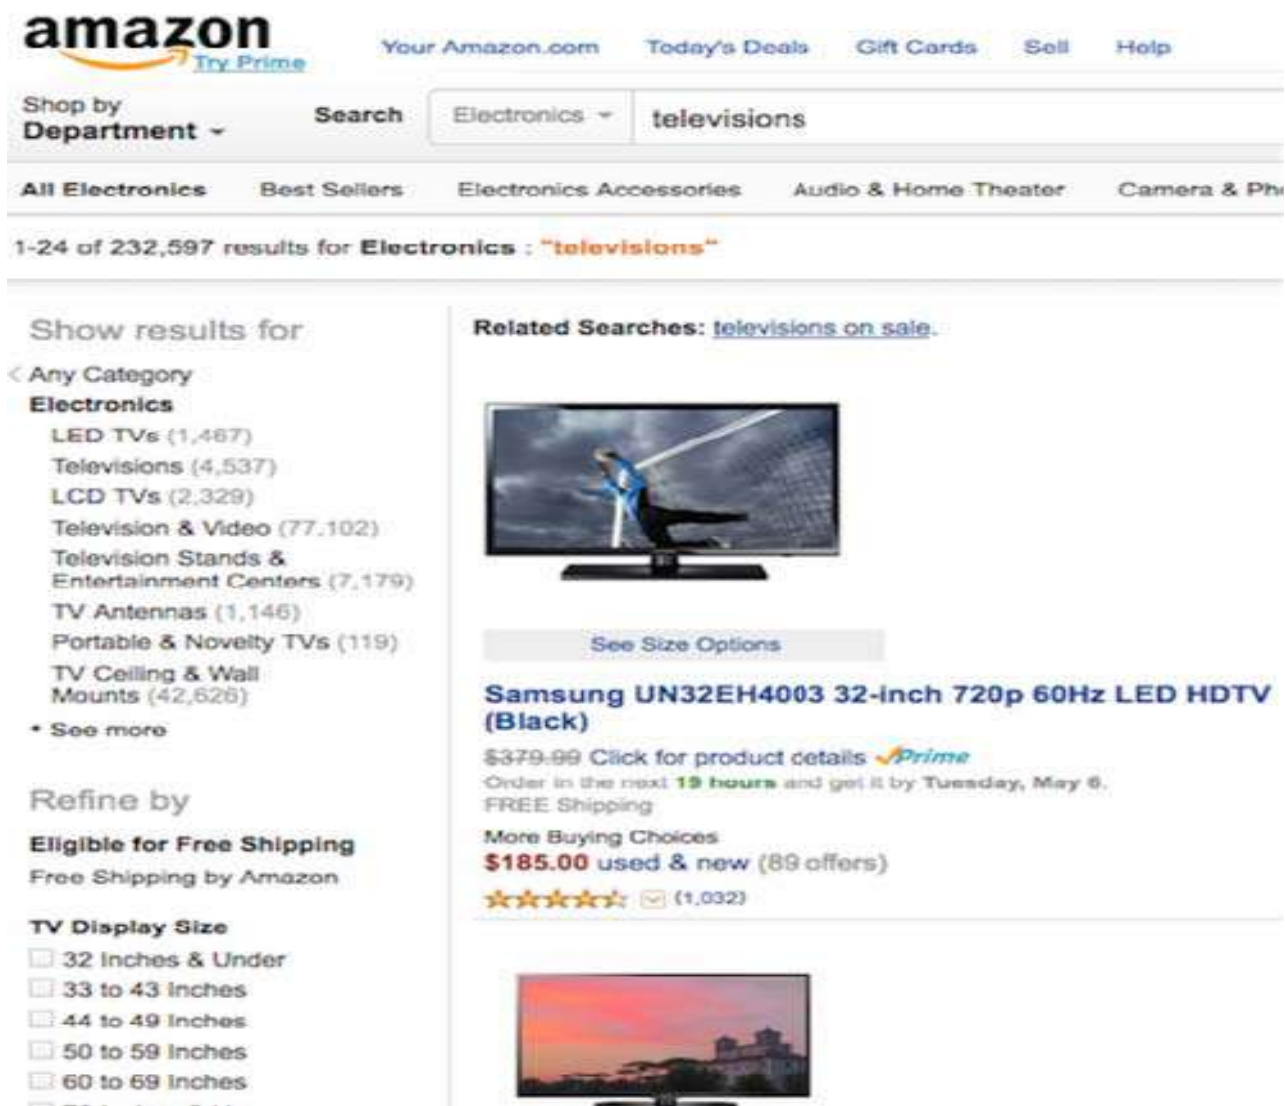 amazon
Try Prime
Your Amazon.com Today's Deals Gift Cards Sell Help
Shop by
Department
Search Electronics televisions
All Electronics Best Sellers Electronics Accessories Audio & Home Theater Camera &
1-24 of 232,597 results for Electronics : "televisions"
Show results for
< Any Category
Electronics
LED TVs (1,467)
Televisions (4,537)
LCD TVs (2,329)
Television & Video (77,102)
Television Stands &
Entertainment Centers (7,179)
TV Antennas (1,146)
Portable & Novelty TVs (119)
TV Ceiling & Wall
Mounts (42,626)
• See more
Refine by
Eligible for Free Shipping
Free Shipping by Amazon
TV Display Size
32 Inches & Under
33 to 43 Inches
44 to 49 Inches
50 to 59 Inches
60 to 69 Inches
Related Searches: televisions on sale.
See Size Options
Samsung UN32EH4003 32-inch 720p 60Hz LED HDTV
(Black)
$379.99 Click for product details Prime
Order in the next 19 hours and get it by Tuesday, May 6.
FREE Shipping
More Buying Choices
$185.00 used & new (89 offers)
(1,032)